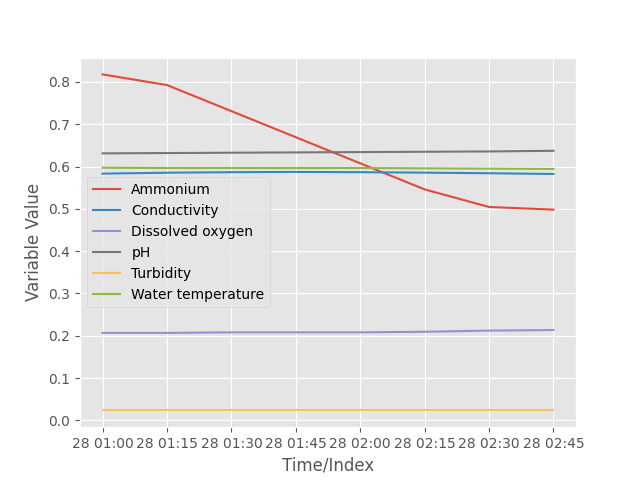 0.8
0.7
0.6
0.5
0.4
0.3
0.2
0.1
0.0
Variable Value
Ammonium
Conductivity
Dissolved oxygen
pH
Turbidity
Water temperature
28 01:00 28 01:15 28 01:30 28 01:45 28 02:00 28 02:15 28 02:30 28 02:45
Time/Index